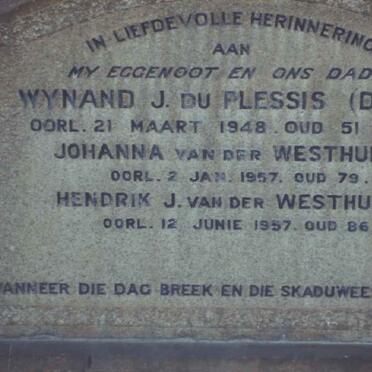 IN LIEFDEVOLLE HERINNERING
AAN
MY EGGENOOT EN ONS DAD
WYNAND J. DU PLESSIS (D
OORL. 21 MAART 1948. OUD 51
JOHANNA VAN DER WESTHU
OORL. 2 JAN. 1957. OUD 79.
HENDRIK J. VAN DER WESTHU
OORL. 12 JUNIE 1957. OUD 86
WANNEER DIE DAG BREEK EN DIE SKADUWEE